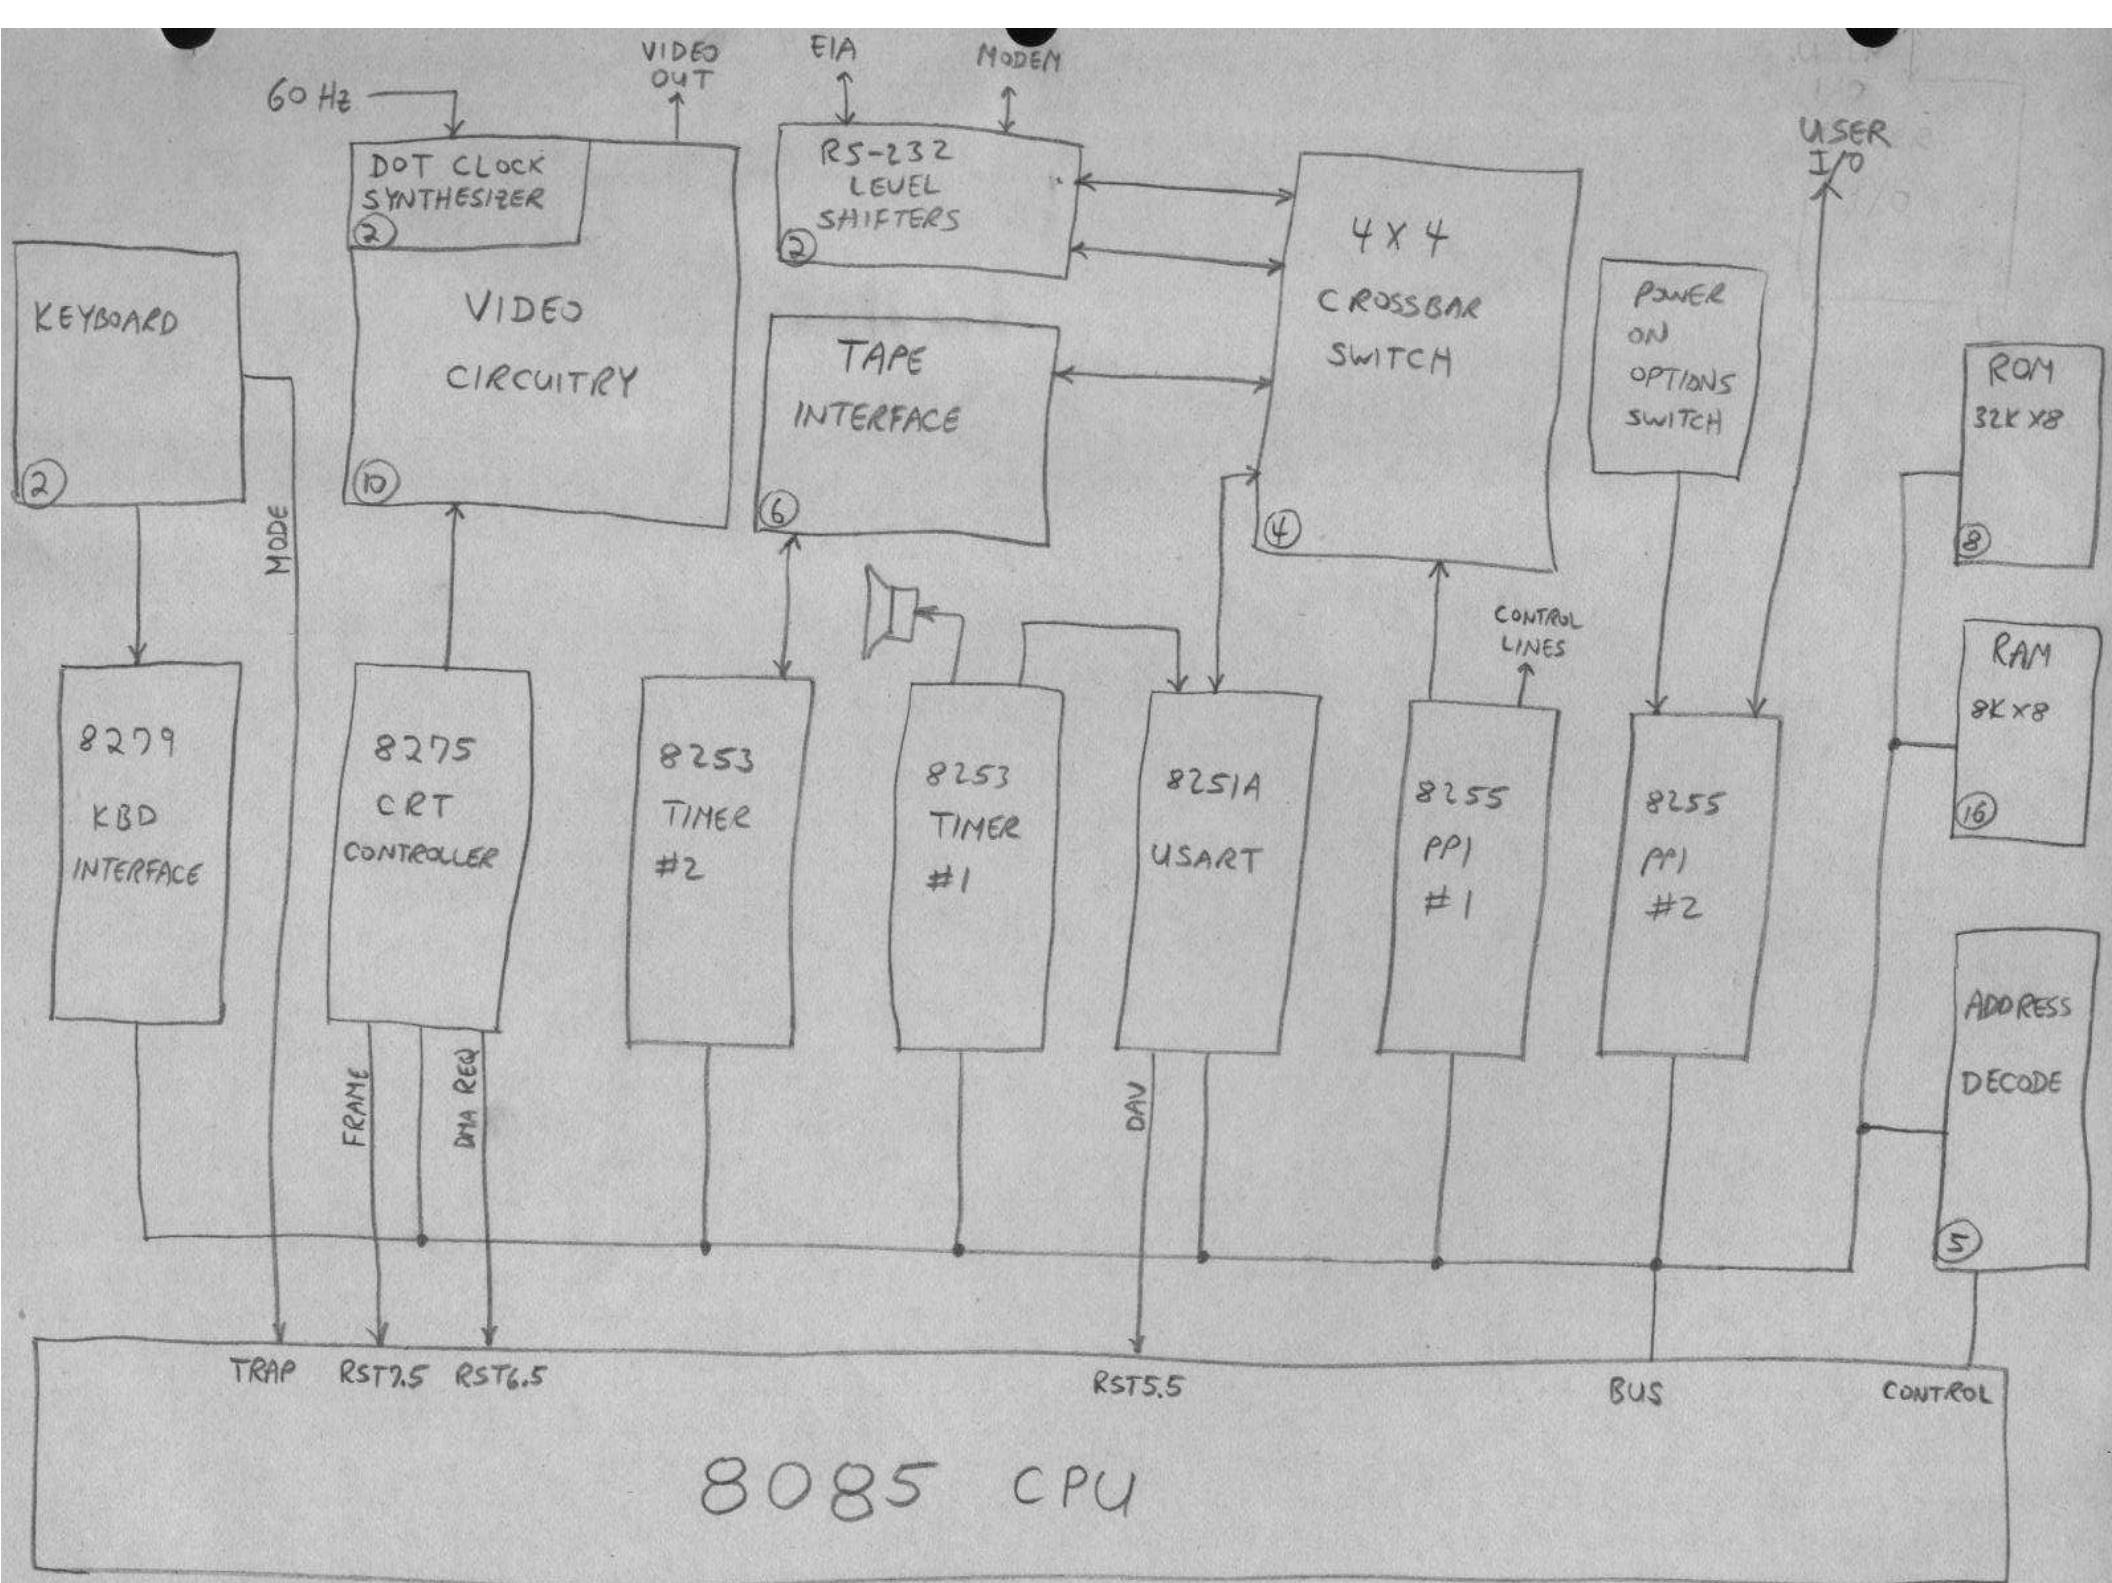 VIDEO
OUT
EIA
MODEM
60 Hz
USER
I/O
DOT CLOCK
SYNTHESIZER
2
VIDEO
CIRCUITRY
10
RS-232
LEVEL
SHIFTERS
2
4 X 4
CROSSBAR
SWITCH
4
KEYBOARD
2
MODE
TAPE
INTERFACE
6
POWER
ON
OPTIONS
SWITCH
ROM
32K X8
8
RAM
8K X8
16
CONTROL
LINES
8279
KBD
INTERFACE
8275
CRT
CONTROLLER
8253
TIMER
#2
8253
TIMER
#1
8251A
USART
8255
PPI
#1
8255
PPI
#2
ADDRESS
DECODE
5
FRAME
DMA REQ
DAV
TRAP
RST7.5
RST6.5
RST5.5
BUS
CONTROL
8085 CPU